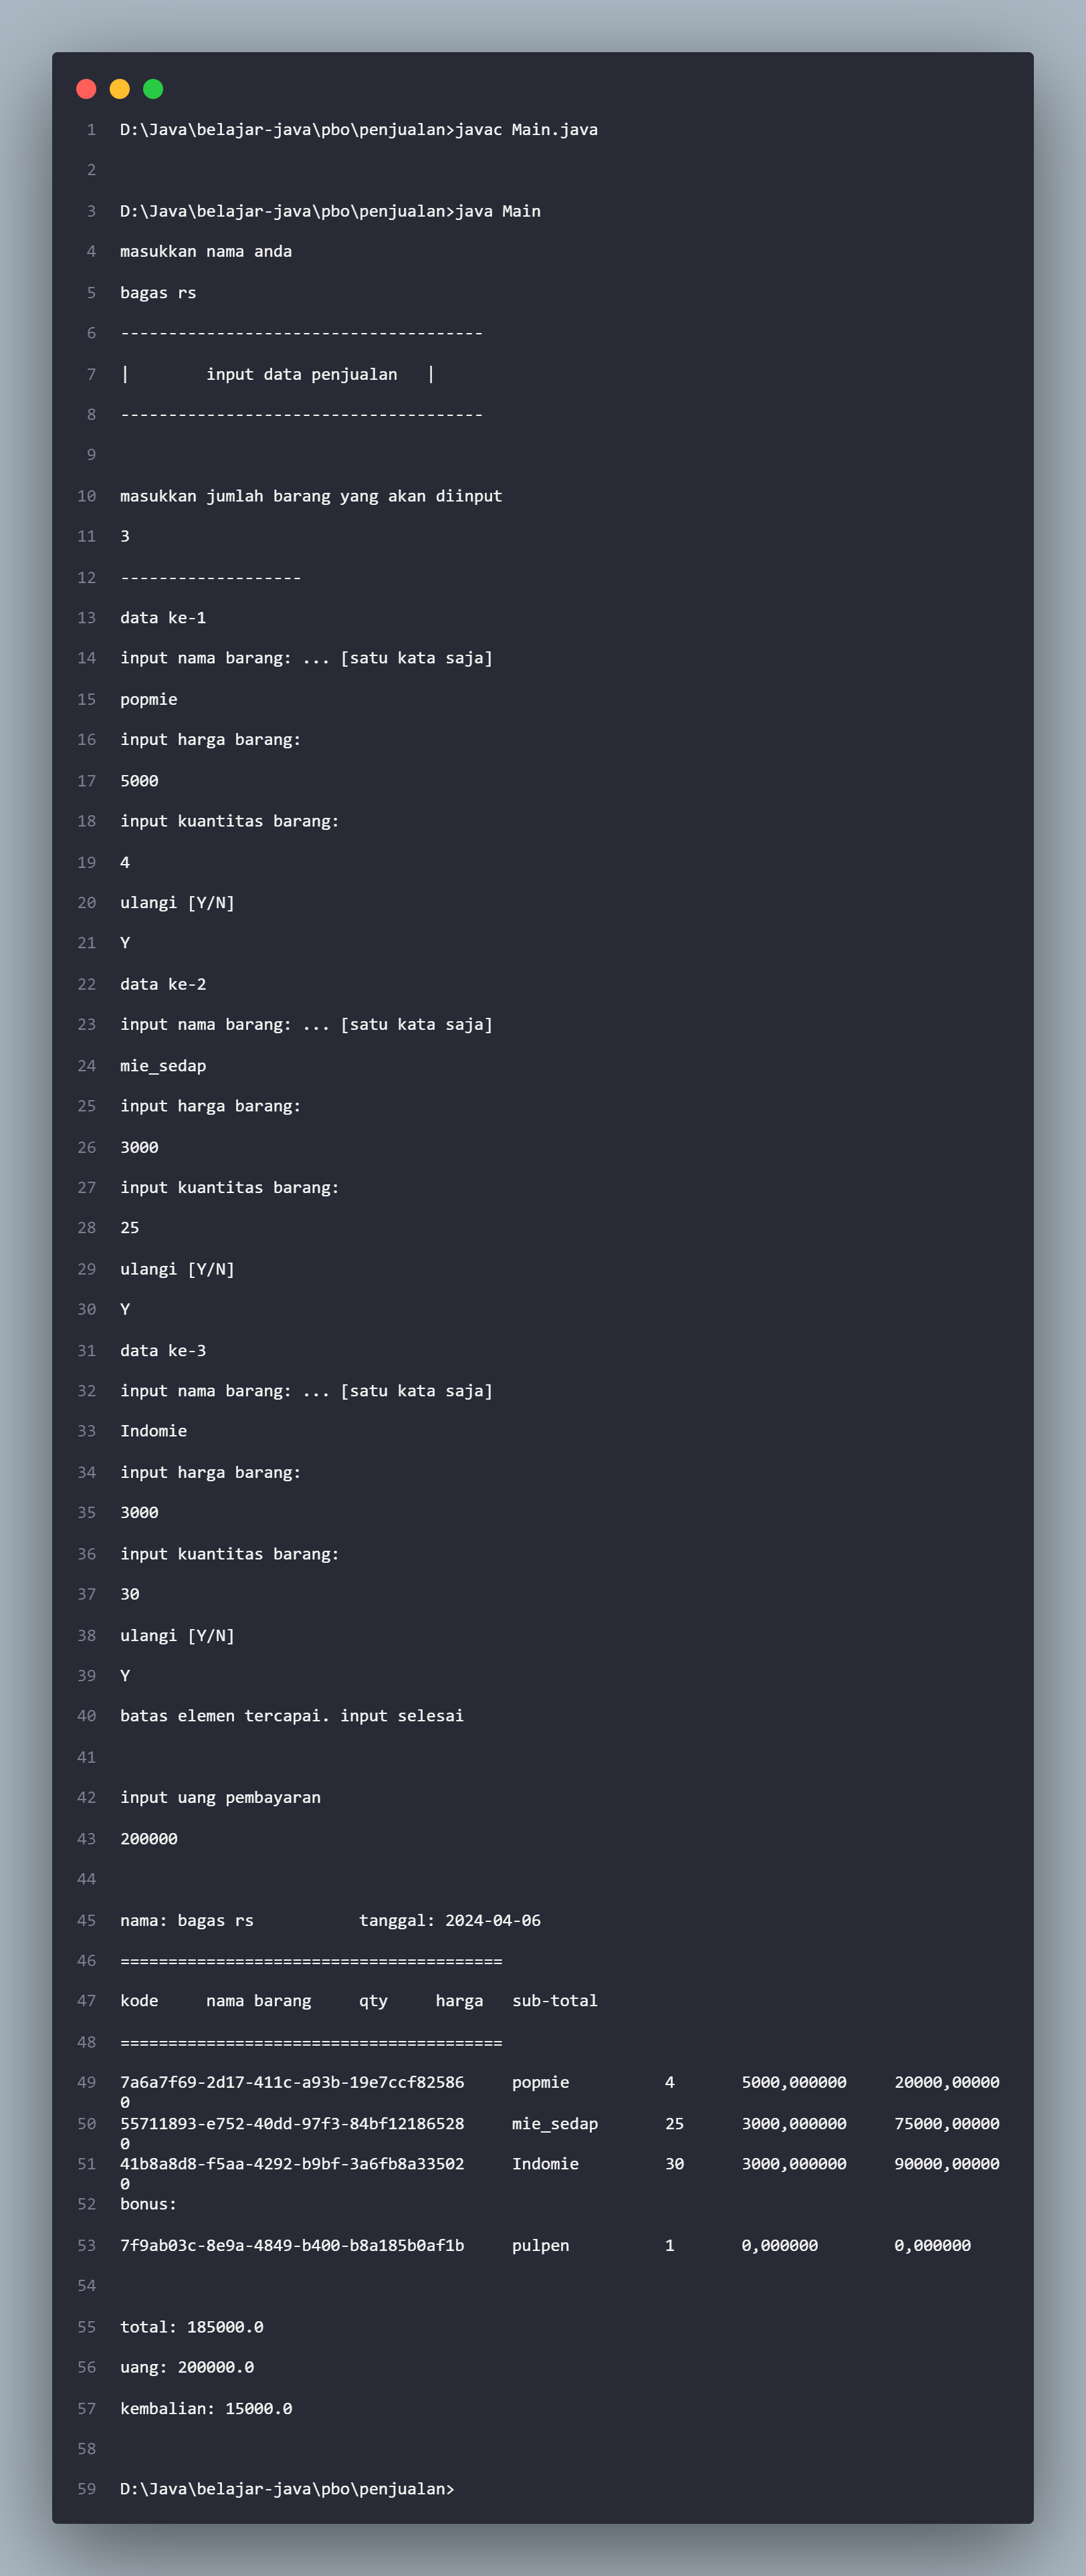 1 D:\Java\belajar-java\pbo\penjualan>javac Main.java
2
3 D:\Java\belajar-java\pbo\penjualan>java Main
4 masukkan nama anda
5 bagas rs
6 --------------------------------------
7 |        input data penjualan   |
8 --------------------------------------
9
10 masukkan jumlah barang yang akan diinput
11 3
12 -------------------
13 data ke-1
14 input nama barang: ... [satu kata saja]
15 popmie
16 input harga barang:
17 5000
18 input kuantitas barang:
19 4
20 ulangi [Y/N]
21 Y
22 data ke-2
23 input nama barang: ... [satu kata saja]
24 mie_sedap
25 input harga barang:
26 3000
27 input kuantitas barang:
28 25
29 ulangi [Y/N]
30 Y
31 data ke-3
32 input nama barang: ... [satu kata saja]
33 Indomie
34 input harga barang:
35 3000
36 input kuantitas barang:
37 30
38 ulangi [Y/N]
39 Y
40 batas elemen tercapai. input selesai
41
42 input uang pembayaran
43 200000
44
45 nama: bagas rs           tanggal: 2024-04-06
46 ========================================
47 kode     nama barang     qty     harga   sub-total
48 ========================================
49 7a6a7f69-2d17-411c-a93b-19e7ccf82586     popmie          4       5000,000000     20000,00000
0
50 55711893-e752-40dd-97f3-84bf12186528     mie_sedap       25      3000,000000     75000,00000
0
51 41b8a8d8-f5aa-4292-b9bf-3a6fb8a33502     Indomie         30      3000,000000     90000,00000
0
52 bonus:
53 7f9ab03c-8e9a-4849-b400-b8a185b0af1b     pulpen          1       0,000000        0,000000
54
55 total: 185000.0
56 uang: 200000.0
57 kembalian: 15000.0
58
59 D:\Java\belajar-java\pbo\penjualan>